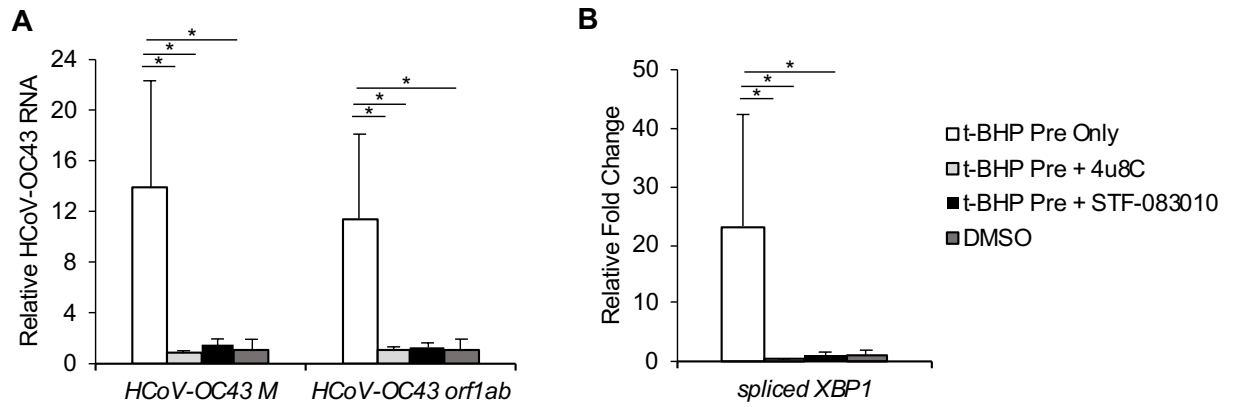 A
Relative HCoV-OC43 RNA
24
20
16
12
8
4
0
*
*
*
*
*
*
HCoV-OC43 M
HCoV-OC43 orf1ab
B
Relative Fold Change
50
40
30
20
10
0
*
*
*
spliced XBP1
t-BHP Pre Only
t-BHP Pre + 4u8C
t-BHP Pre + STF-083010
DMSO